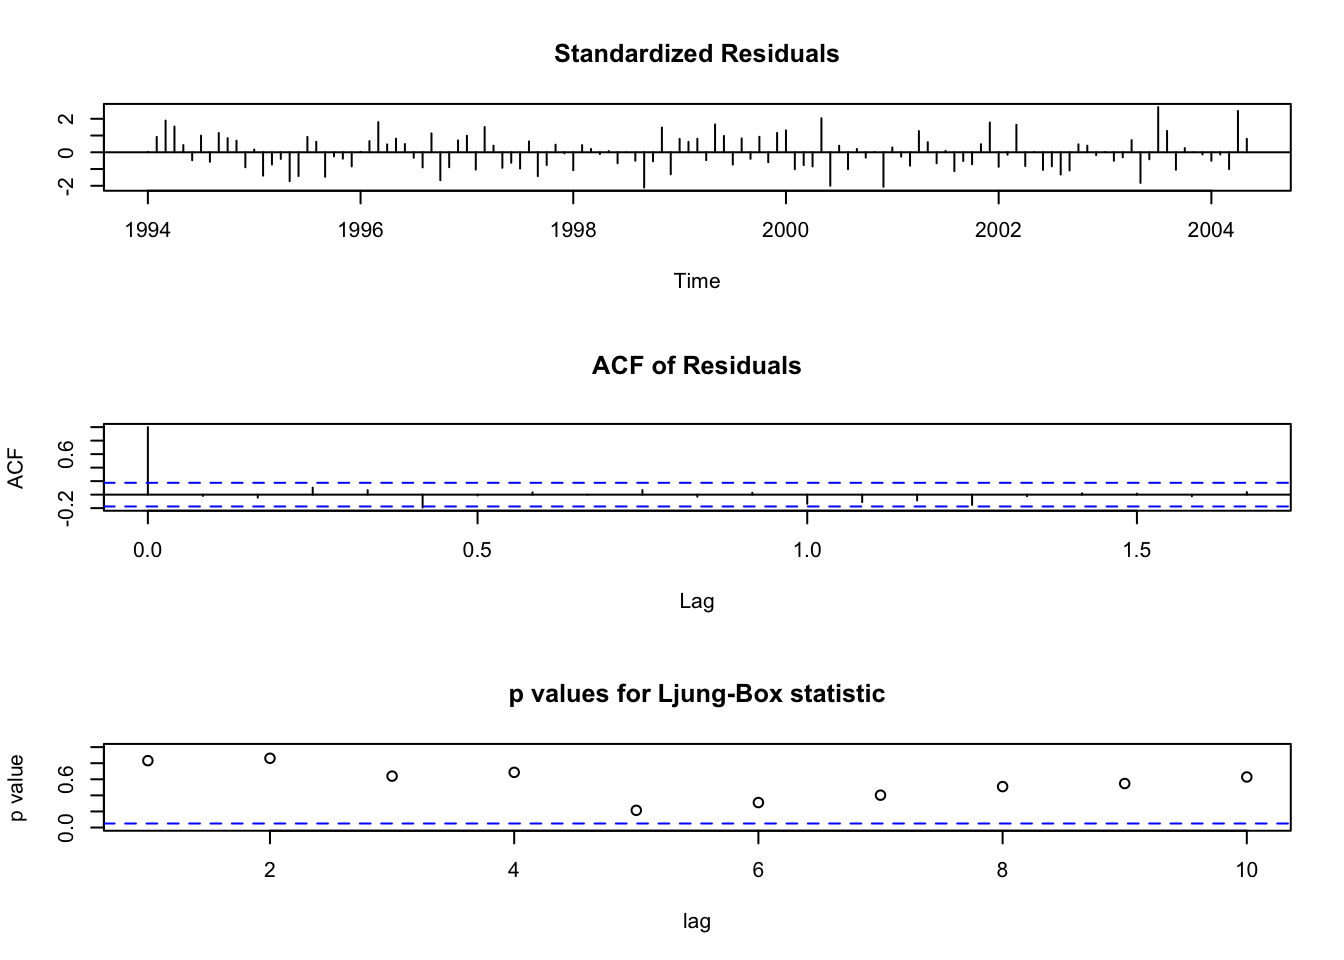 Standardized Residuals
2
0
-2
1994 1996 1998 2000 2002 2004
Time
ACF of Residuals
ACF
0.6
-0.2
0.0 0.5 1.0 1.5
Lag
p values for Ljung-Box statistic
p value
0.6
0.0
2 4 6 8 10
lag